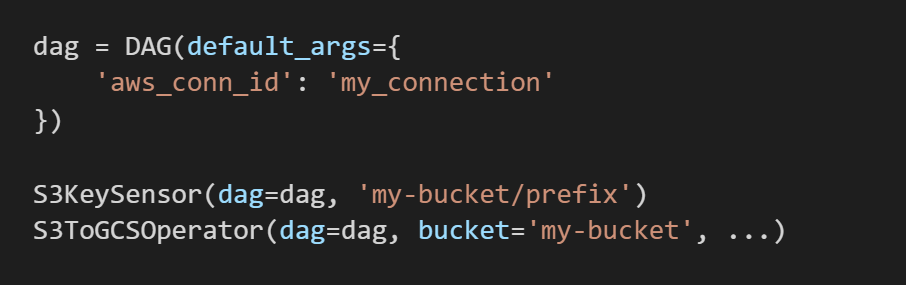 dag = DAG(default_args={
    'aws_conn_id': 'my_connection'
})

S3KeySensor(dag=dag, 'my-bucket/prefix')
S3ToGCSOperator(dag=dag, bucket='my-bucket', ...)